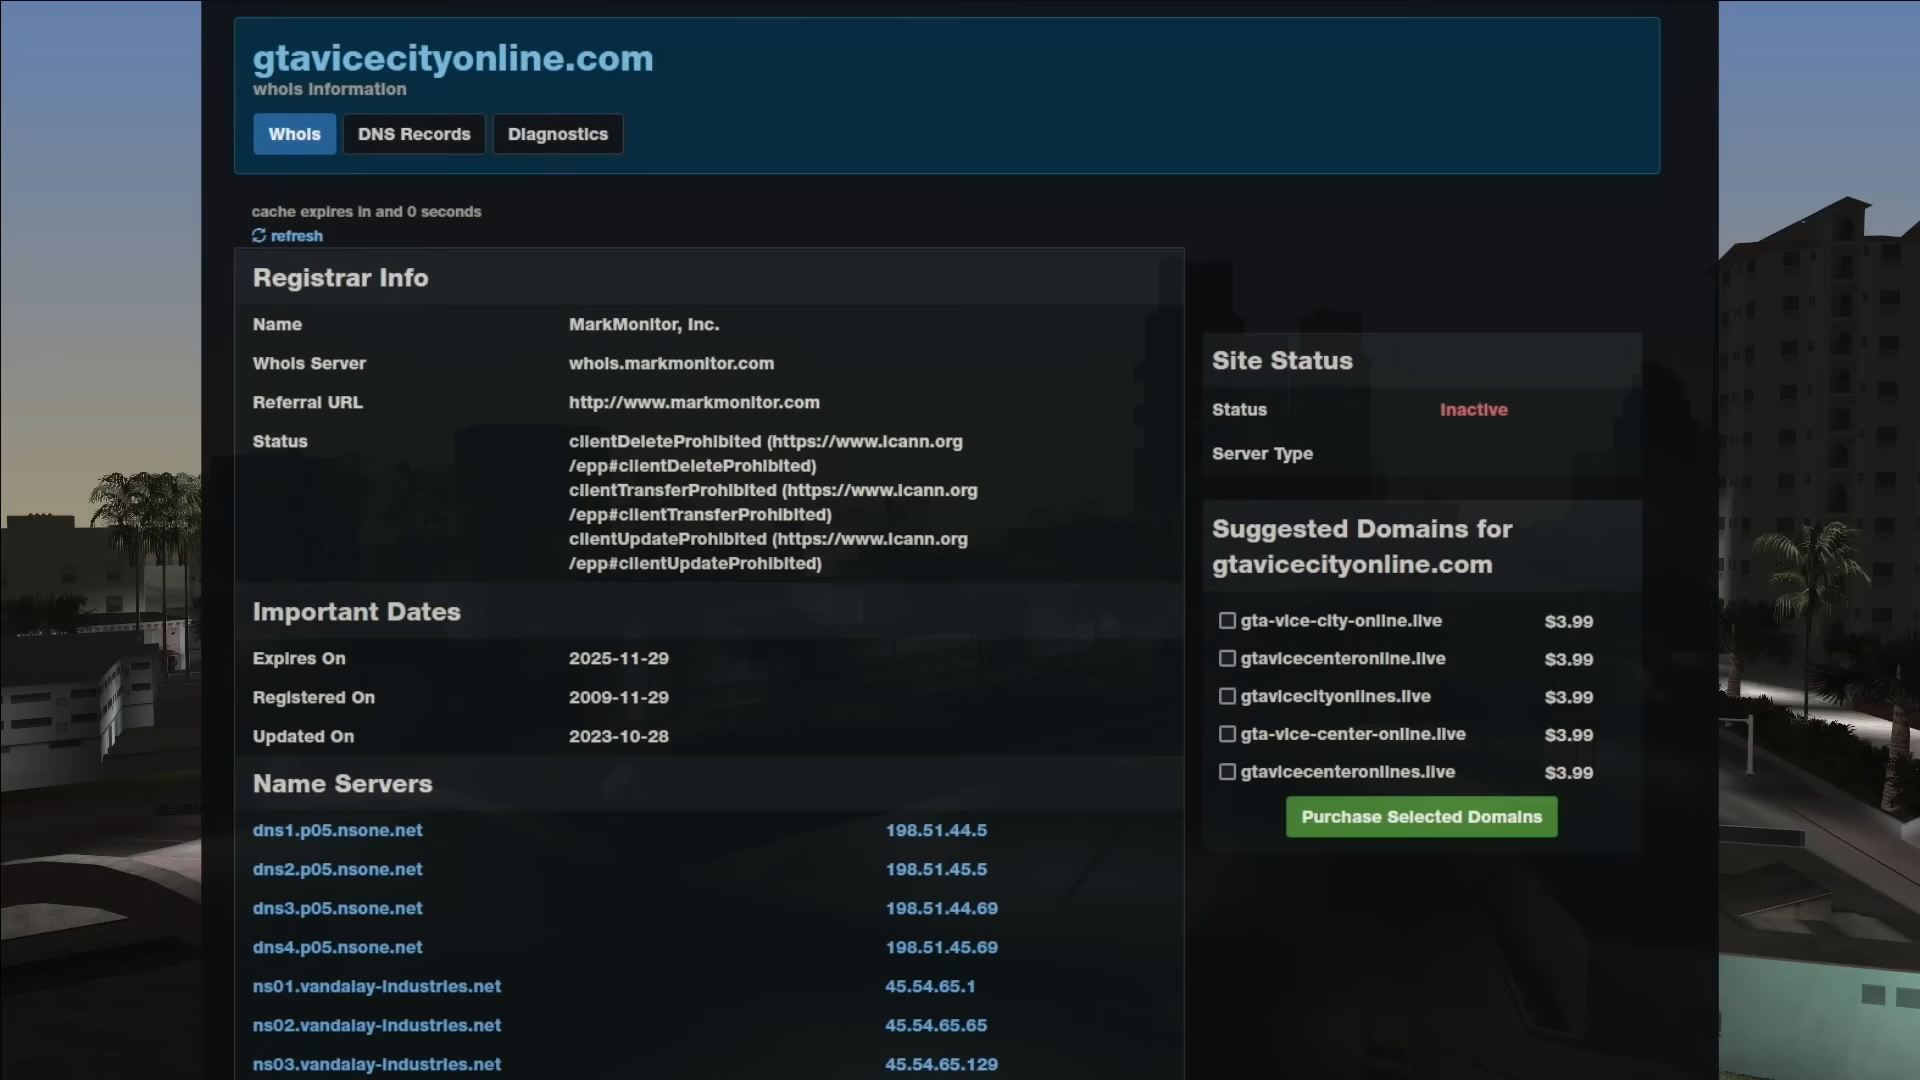 gtavicecityonline.com
whois information
Whois
DNS Records
Diagnostics
cache expires in and 0 seconds
refresh
Registrar Info
Name MarkMonitor, Inc.
Whois Server whois.markmonitor.com
Referral URL http://www.markmonitor.com
Status clientDeleteProhibited (https://www.icann.org
/epp#clientDeleteProhibited)
clientTransferProhibited (https://www.icann.org
/epp#clientTransferProhibited)
clientUpdateProhibited (https://www.icann.org
/epp#clientUpdateProhibited)
Important Dates
Expires On 2025-11-29
Registered On 2009-11-29
Updated On 2023-10-28
Name Servers
dns1.p05.nsone.net 198.51.44.5
dns2.p05.nsone.net 198.51.45.5
dns3.p05.nsone.net 198.51.44.69
dns4.p05.nsone.net 198.51.45.69
ns01.vandalay-industries.net 45.54.65.1
ns02.vandalay-industries.net 45.54.65.65
ns03.vandalay-industries.net 45.54.65.129
Site Status
Status Inactive
Server Type
Suggested Domains for
gtavicecityonline.com
gta-vice-city-online.live $3.99
gtavicecenteronline.live $3.99
gtavicecityonlines.live $3.99
gta-vice-center-online.live $3.99
gtavicecenteronlines.live $3.99
Purchase Selected Domains